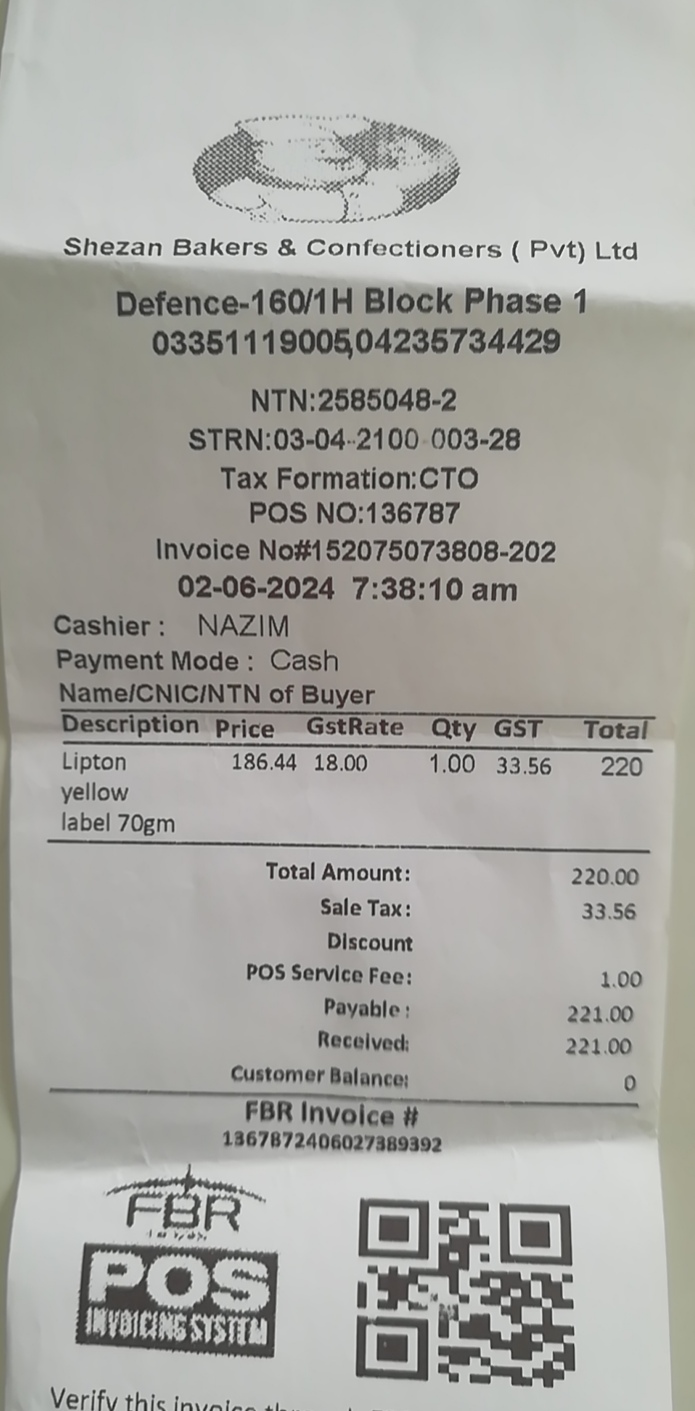 Shezan Bakers & Confectioners ( Pvt) Ltd
Defence-160/1H Block Phase 1
03351119005,04235734429
NTN:2585048-2
STRN:03-04-2100-003-28
Tax Formation:CTO
POS NO:136787
Invoice No#152075073808-202
02-06-2024 7:38:10 am
Cashier : NAZIM
Payment Mode : Cash
Name/CNIC/NTN of Buyer
Description Price GstRate Qty GST Total
Lipton 186.44 18.00 1.00 33.56 220
yellow
label 70gm
Total Amount: 220.00
Sale Tax: 33.56
Discount
POS Service Fee: 1.00
Payable : 221.00
Received: 221.00
Customer Balance: 0
FBR Invoice #
1367872406027389392
FBR
POS
INVOICING SYSTEM
Verify this invoice